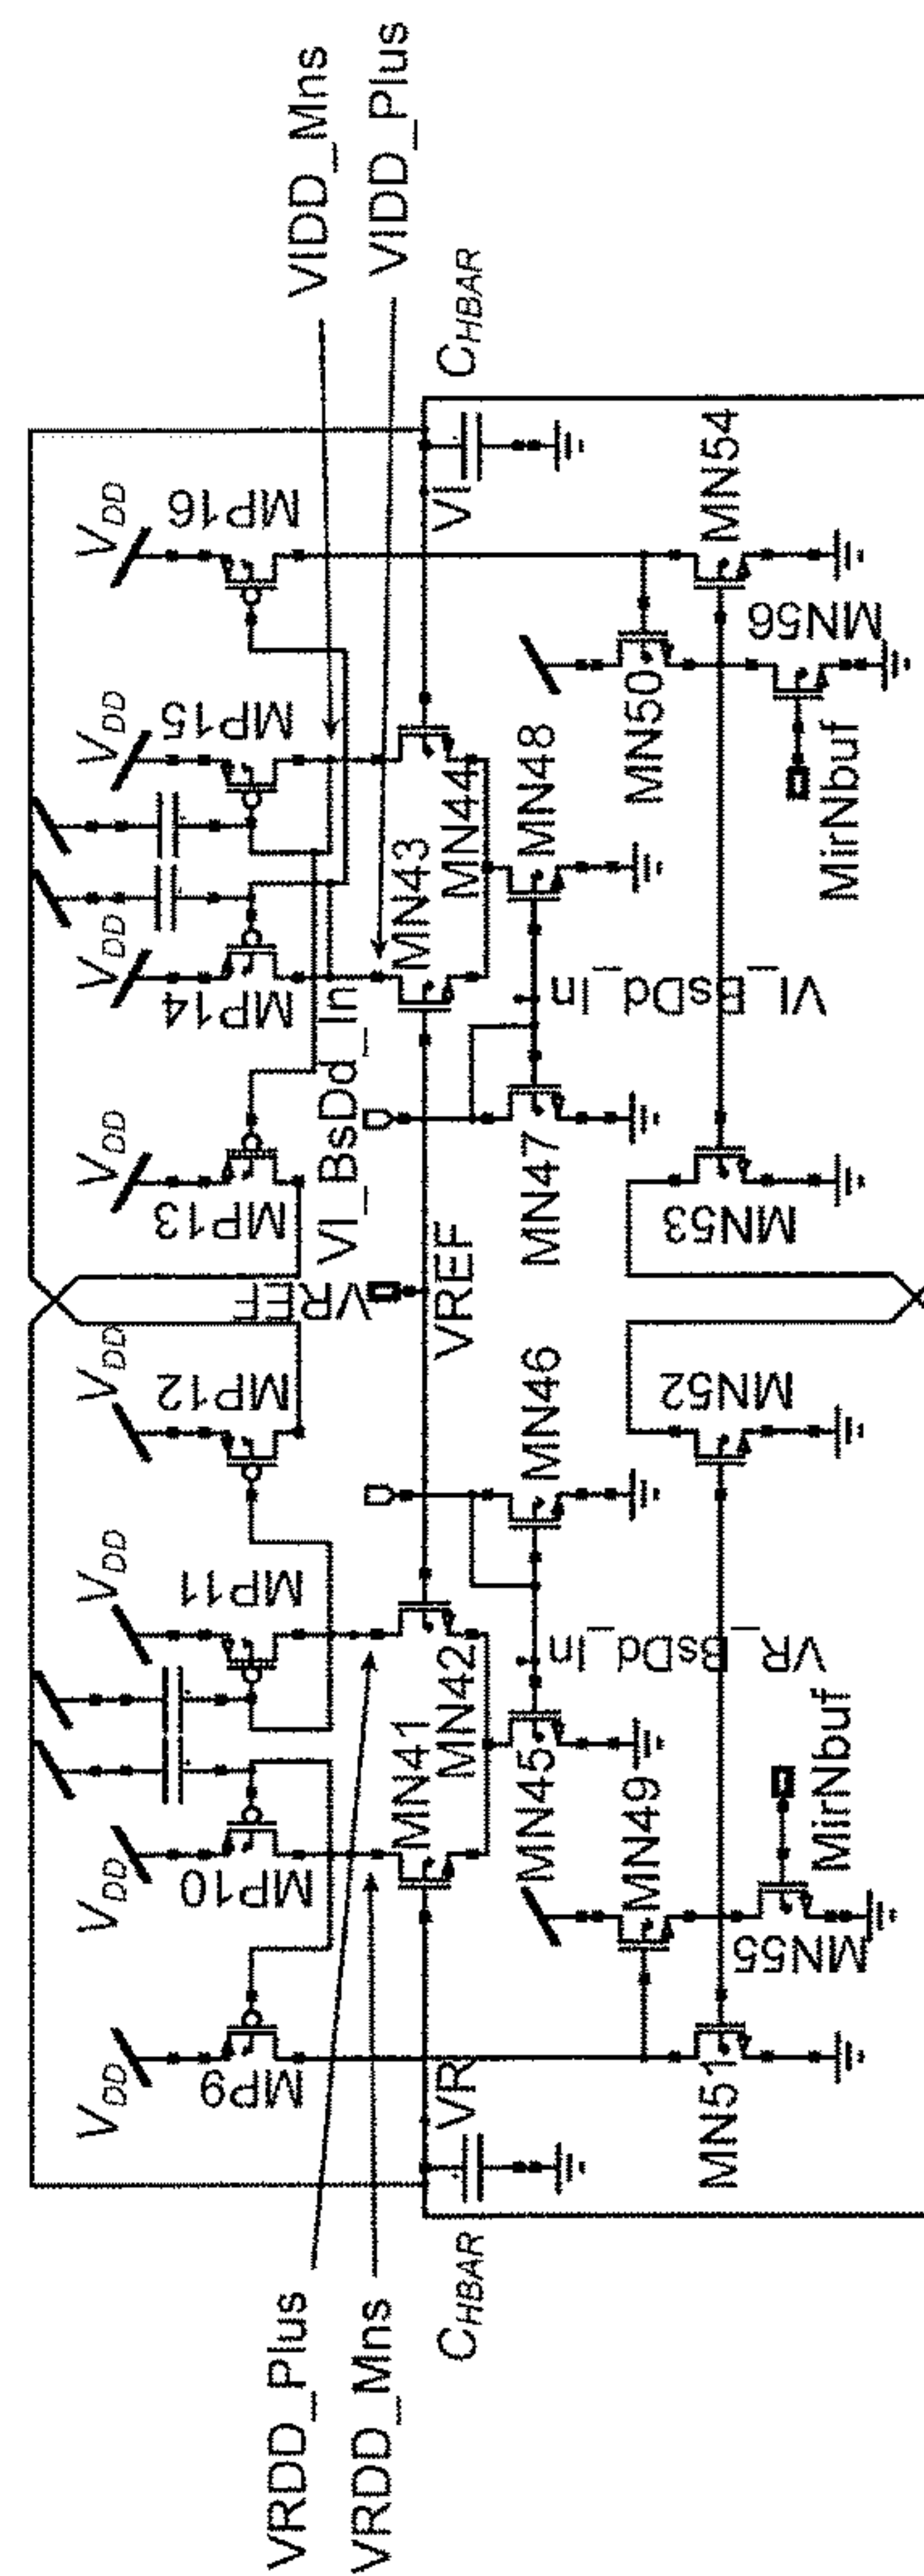 VIDD_Mns
VIDD_Plus
VDD
VDD
VDD
VDD
VDD
VDD
VDD
VDD
MP9
MP10
MP11
MP12
MP13
MP14
MP15
MP16
VRDD_Plus
VRDD_Mns
CHBAR
VR
MN41
MN42
VREF
VREF
VI_BsDd_In
MN43
MN44
VI
CHBAR
MN45
MN46
MN47
MN48
VR_BsDd_In
VI_BsDd_In
MN49
MN50
MN51
MN55
MirNbuf
MN52
MN53
MirNbuf
MN56
MN54